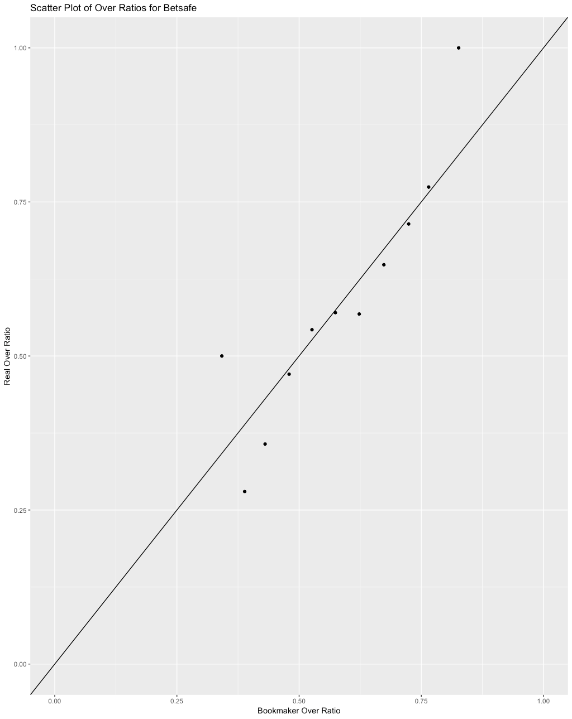 Scatter Plot of Over Ratios for Betsafe
1.00
0.75
0.50
0.25
0.00
Real Over Ratio
0.00 0.25 0.50 0.75 1.00
Bookmaker Over Ratio